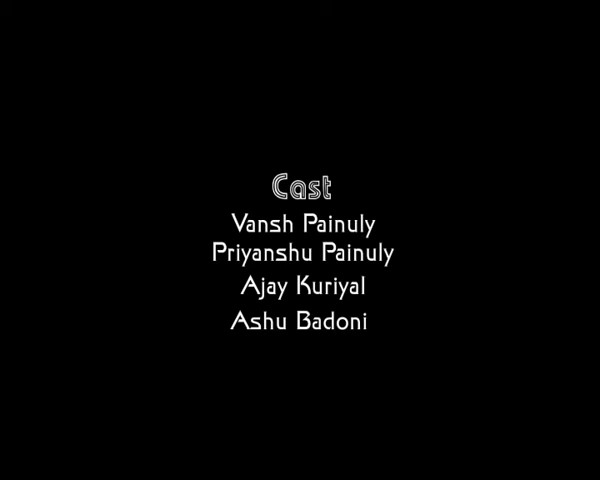 Cast
Vansh Painuly
Priyanshu Painuly
Ajay Kuriyal
Ashu Badoni